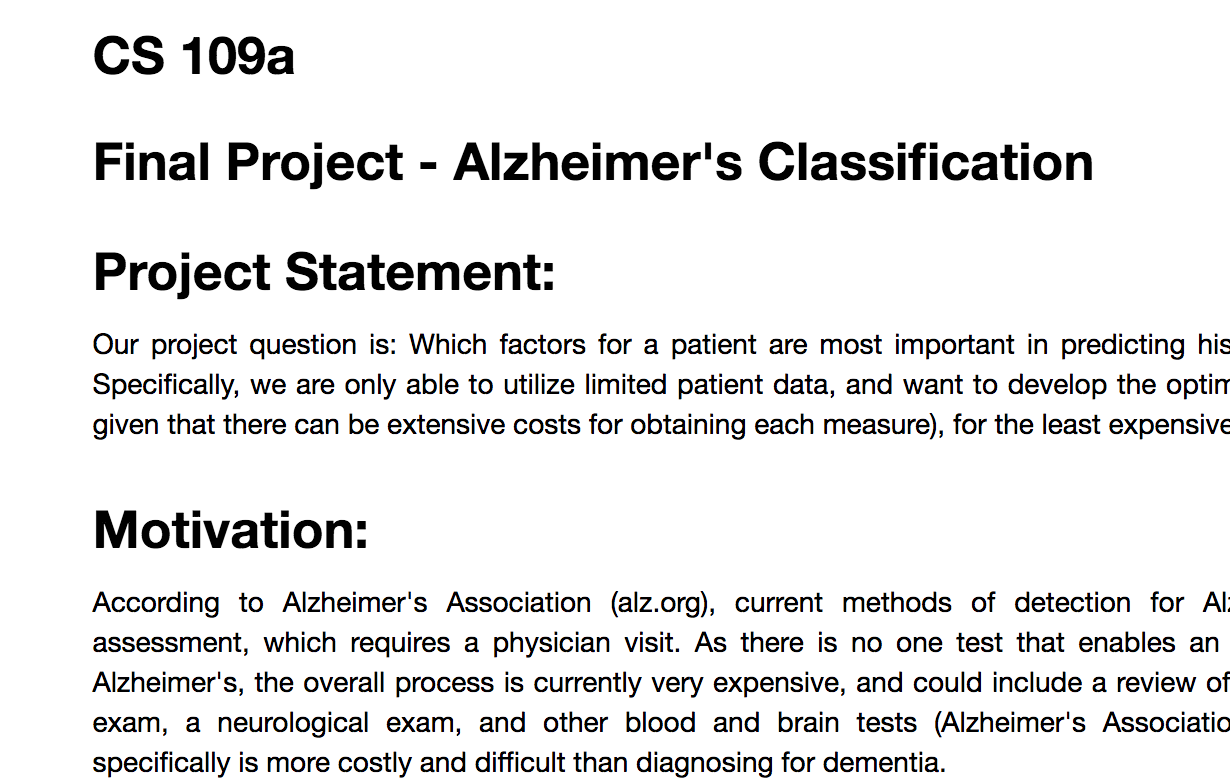 CS 109a
Final Project - Alzheimer's Classification
Project Statement:
Our project question is: Which factors for a patient are most important in predicting his
Specifically, we are only able to utilize limited patient data, and want to develop the optim
given that there can be extensive costs for obtaining each measure), for the least expensive
Motivation:
According to Alzheimer's Association (alz.org), current methods of detection for Alz
assessment, which requires a physician visit. As there is no one test that enables an
Alzheimer's, the overall process is currently very expensive, and could include a review of
exam, a neurological exam, and other blood and brain tests (Alzheimer's Associatio
specifically is more costly and difficult than diagnosing for dementia.